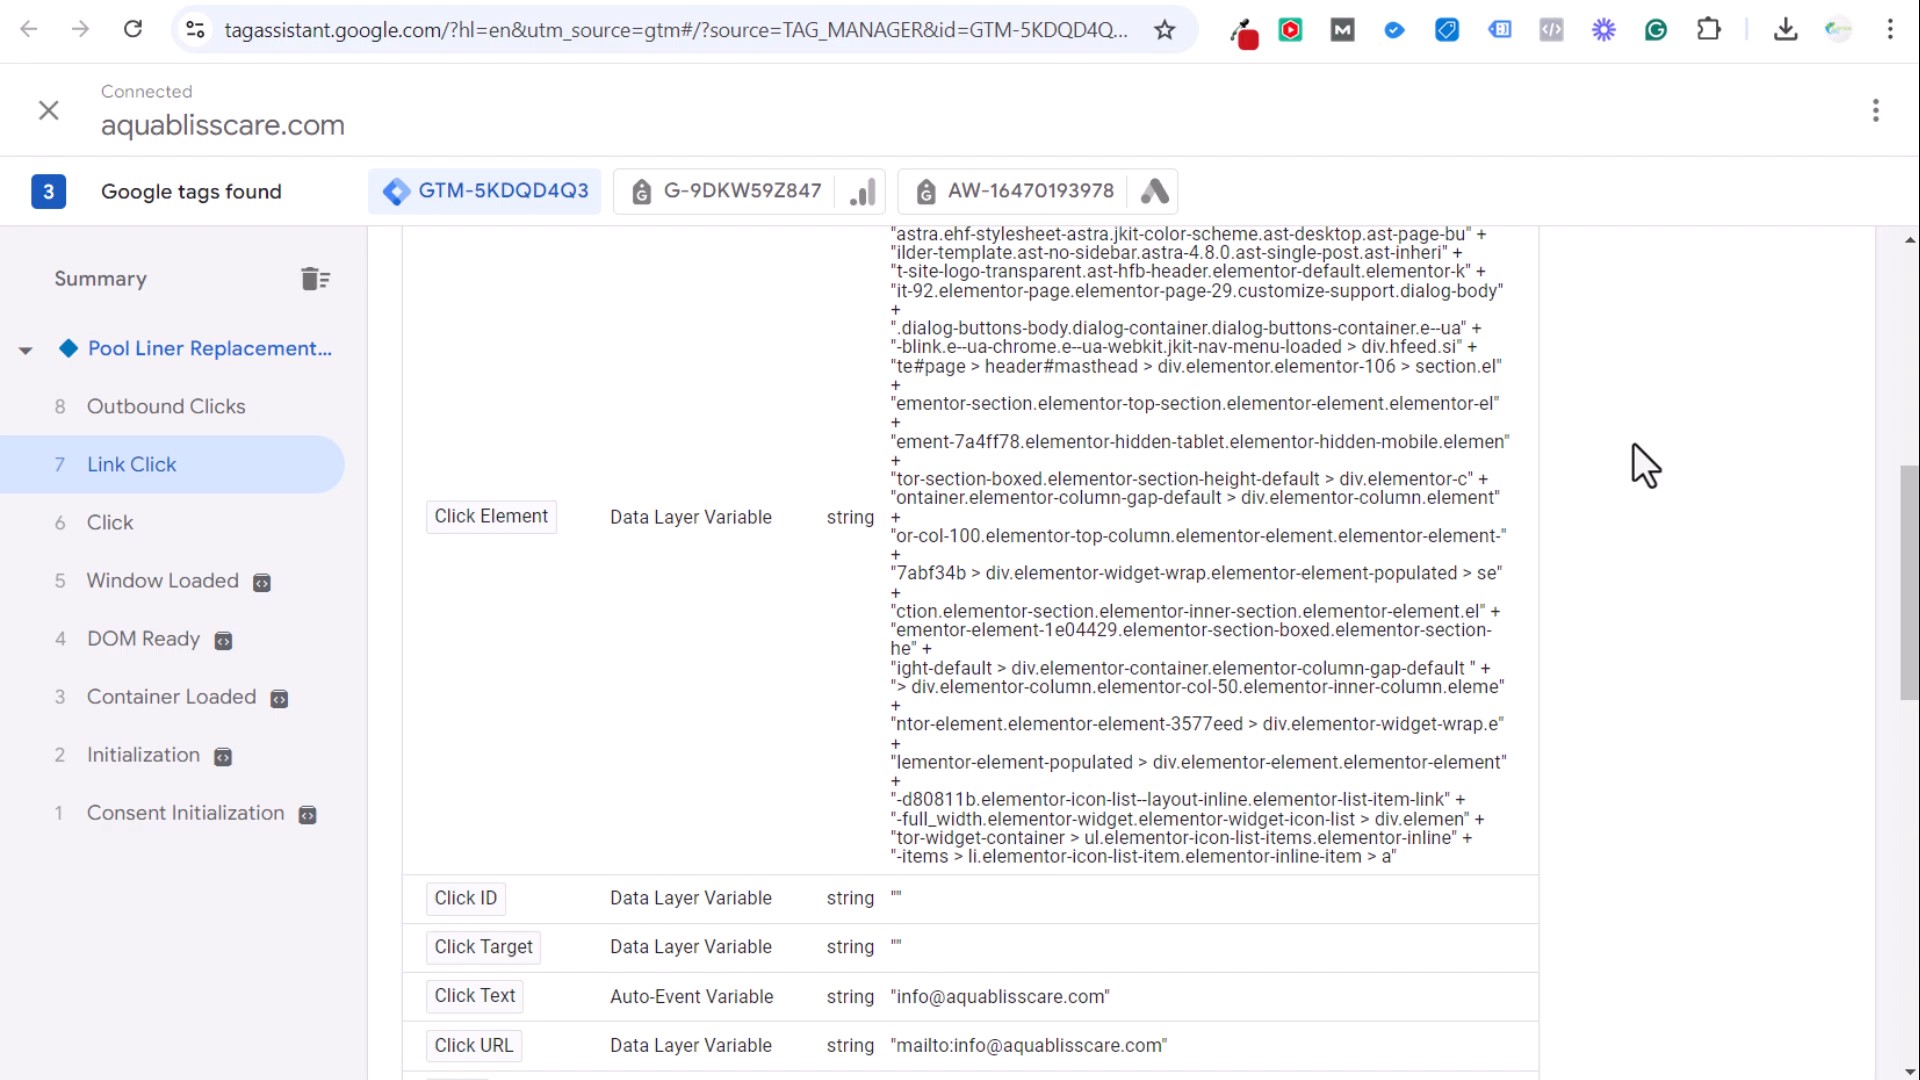 tagassistant.google.com/?hl=en&utm_source=gtm#/?source=TAG_MANAGER&id=GTM-5KDQD4Q...
Connected
aquablisscare.com
3 Google tags found GTM-5KDQD4Q3 G-9DKW59Z847 AW-16470193978
Summary
Pool Liner Replacement...
8 Outbound Clicks
7 Link Click
6 Click
5 Window Loaded
4 DOM Ready
3 Container Loaded
2 Initialization
1 Consent Initialization
Click Element Data Layer Variable string
"astra.ehf-stylesheet-astra.jkit-color-scheme.ast-desktop.ast-page-bu" +
"ilder-template.ast-no-sidebar.astra-4.8.0.ast-single-post.ast-inheri" +
"t-site-logo-transparent.ast-hfb-header.elementor-default.elementor-k" +
"it-92.elementor-page.elementor-page-29.customize-support.dialog-body"
+
".dialog-buttons-body.dialog-container.dialog-buttons-container.e--ua" +
"-blink.e--ua-chrome.e--ua-webkit.jkit-nav-menu-loaded > div.hfeed.si" +
"te#page > header#masthead > div.elementor.elementor-106 > section.el"
+
"ementor-section.elementor-top-section.elementor-element.elementor-el"
+
"ement-7a4ff78.elementor-hidden-tablet.elementor-hidden-mobile.elemen"
+
"tor-section-boxed.elementor-section-height-default > div.elementor-c" +
"ontainer.elementor-column-gap-default > div.elementor-column.element"
+
"or-col-100.elementor-top-column.elementor-element.elementor-element-"
+
"7abf34b > div.elementor-widget-wrap.elementor-element-populated > se"
+
"ction.elementor-section.elementor-inner-section.elementor-element.el" +
"ementor-element-1e04429.elementor-section-boxed.elementor-section-
he" +
"ight-default > div.elementor-container.elementor-column-gap-default " +
"> div.elementor-column.elementor-col-50.elementor-inner-column.eleme"
+
"ntor-element.elementor-element-3577eed > div.elementor-widget-wrap.e"
+
"lementor-element-populated > div.elementor-element.elementor-element"
+
"-d80811b.elementor-icon-list--layout-inline.elementor-list-item-link" +
"-full_width.elementor-widget.elementor-widget-icon-list > div.elemen" +
"tor-widget-container > ul.elementor-icon-list-items.elementor-inline" +
"-items > li.elementor-icon-list-item.elementor-inline-item > a"
Click ID Data Layer Variable string ""
Click Target Data Layer Variable string ""
Click Text Auto-Event Variable string "info@aquablisscare.com"
Click URL Data Layer Variable string "mailto:info@aquablisscare.com"